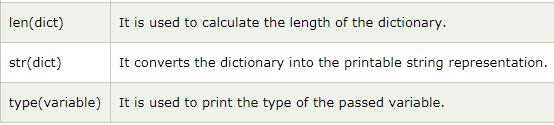 len(dict) It is used to calculate the length of the dictionary.
str(dict) It converts the dictionary into the printable string representation.
type(variable) It is used to print the type of the passed variable.